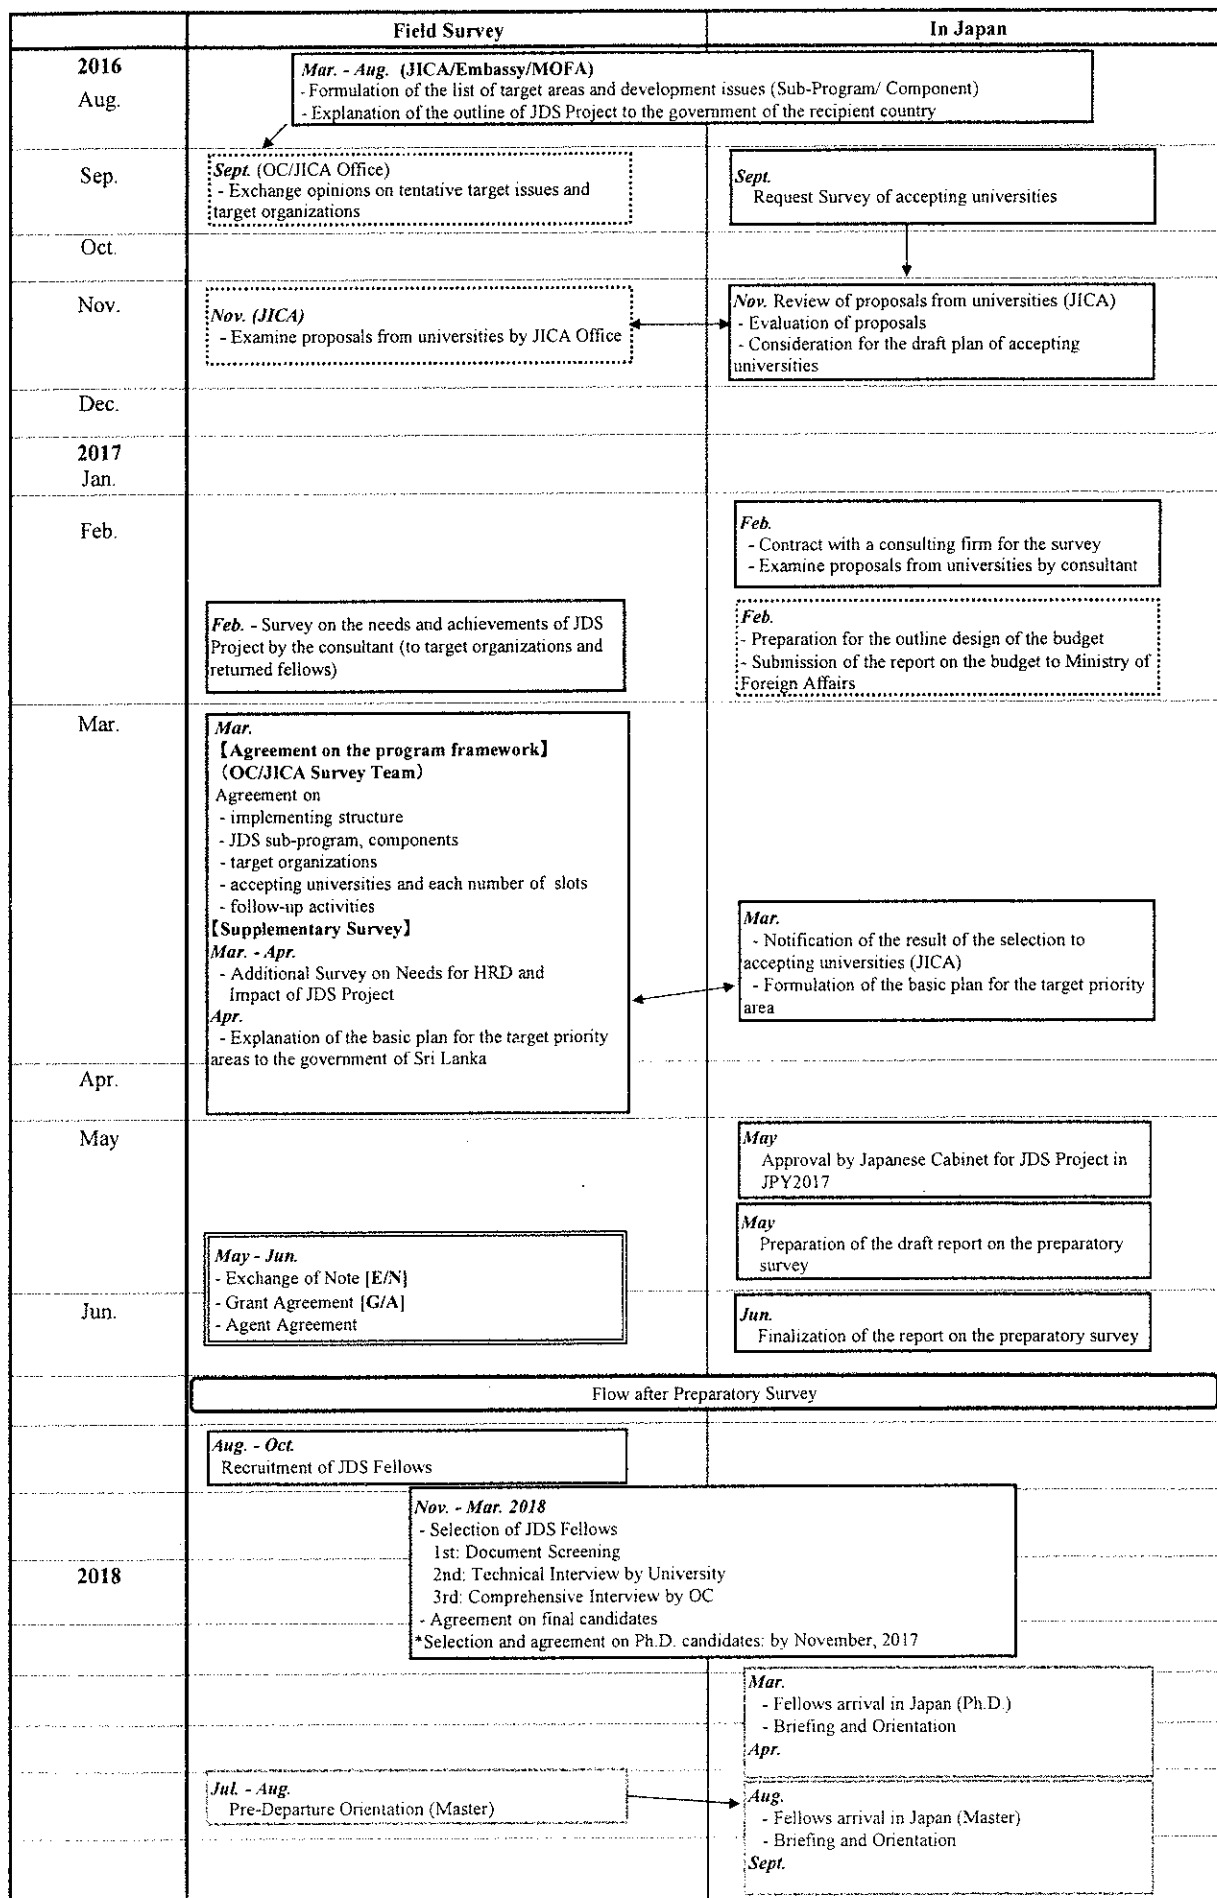 Field Survey
In Japan
2016
Aug.
Mar. - Aug. (JICA/Embassy/MOFA)
- Formulation of the list of target areas and development issues (Sub-Program/ Component)
- Explanation of the outline of JDS Project to the government of the recipient country
Sep.
Sept. (OC/JICA Office)
- Exchange opinions on tentative target issues and
target organizations
Sept.
Request Survey of accepting universities
Oct.
Nov.
Nov. (JICA)
- Examine proposals from universities by JICA Office
Nov. Review of proposals from universities (JICA)
- Evaluation of proposals
- Consideration for the draft plan of accepting
universities
Dec.
2017
Jan.
Feb.
Feb.
- Contract with a consulting firm for the survey
- Examine proposals from universities by consultant
Feb. - Survey on the needs and achievements of JDS
Project by the consultant (to target organizations and
returned fellows)
Feb.
- Preparation for the outline design of the budget
- Submission of the report on the budget to Ministry of
Foreign Affairs
Mar.
Mar.
【Agreement on the program framework】
（OC/JICA Survey Team）
Agreement on
- implementing structure
- JDS sub-program, components
- target organizations
- accepting universities and each number of slots
- follow-up activities
【Supplementary Survey】
Mar. - Apr.
- Additional Survey on Needs for HRD and
Impact of JDS Project
Apr.
- Explanation of the basic plan for the target priority
areas to the government of Sri Lanka
Mar.
- Notification of the result of the selection to
accepting universities (JICA)
- Formulation of the basic plan for the target priority
area
Apr.
May
May
Approval by Japanese Cabinet for JDS Project in
JPY2017
May
Preparation of the draft report on the preparatory
survey
May - Jun.
- Exchange of Note [E/N]
- Grant Agreement [G/A]
- Agent Agreement
Jun.
Jun.
Finalization of the report on the preparatory survey
Flow after Preparatory Survey
Aug. - Oct.
Recruitment of JDS Fellows
Nov. - Mar. 2018
- Selection of JDS Fellows
1st: Document Screening
2nd: Technical Interview by University
3rd: Comprehensive Interview by OC
- Agreement on final candidates
*Selection and agreement on Ph.D. candidates: by November, 2017
2018
Mar.
- Fellows arrival in Japan (Ph.D.)
- Briefing and Orientation
Apr.
Jul. - Aug.
Pre-Departure Orientation (Master)
Aug.
- Fellows arrival in Japan (Master)
- Briefing and Orientation
Sept.